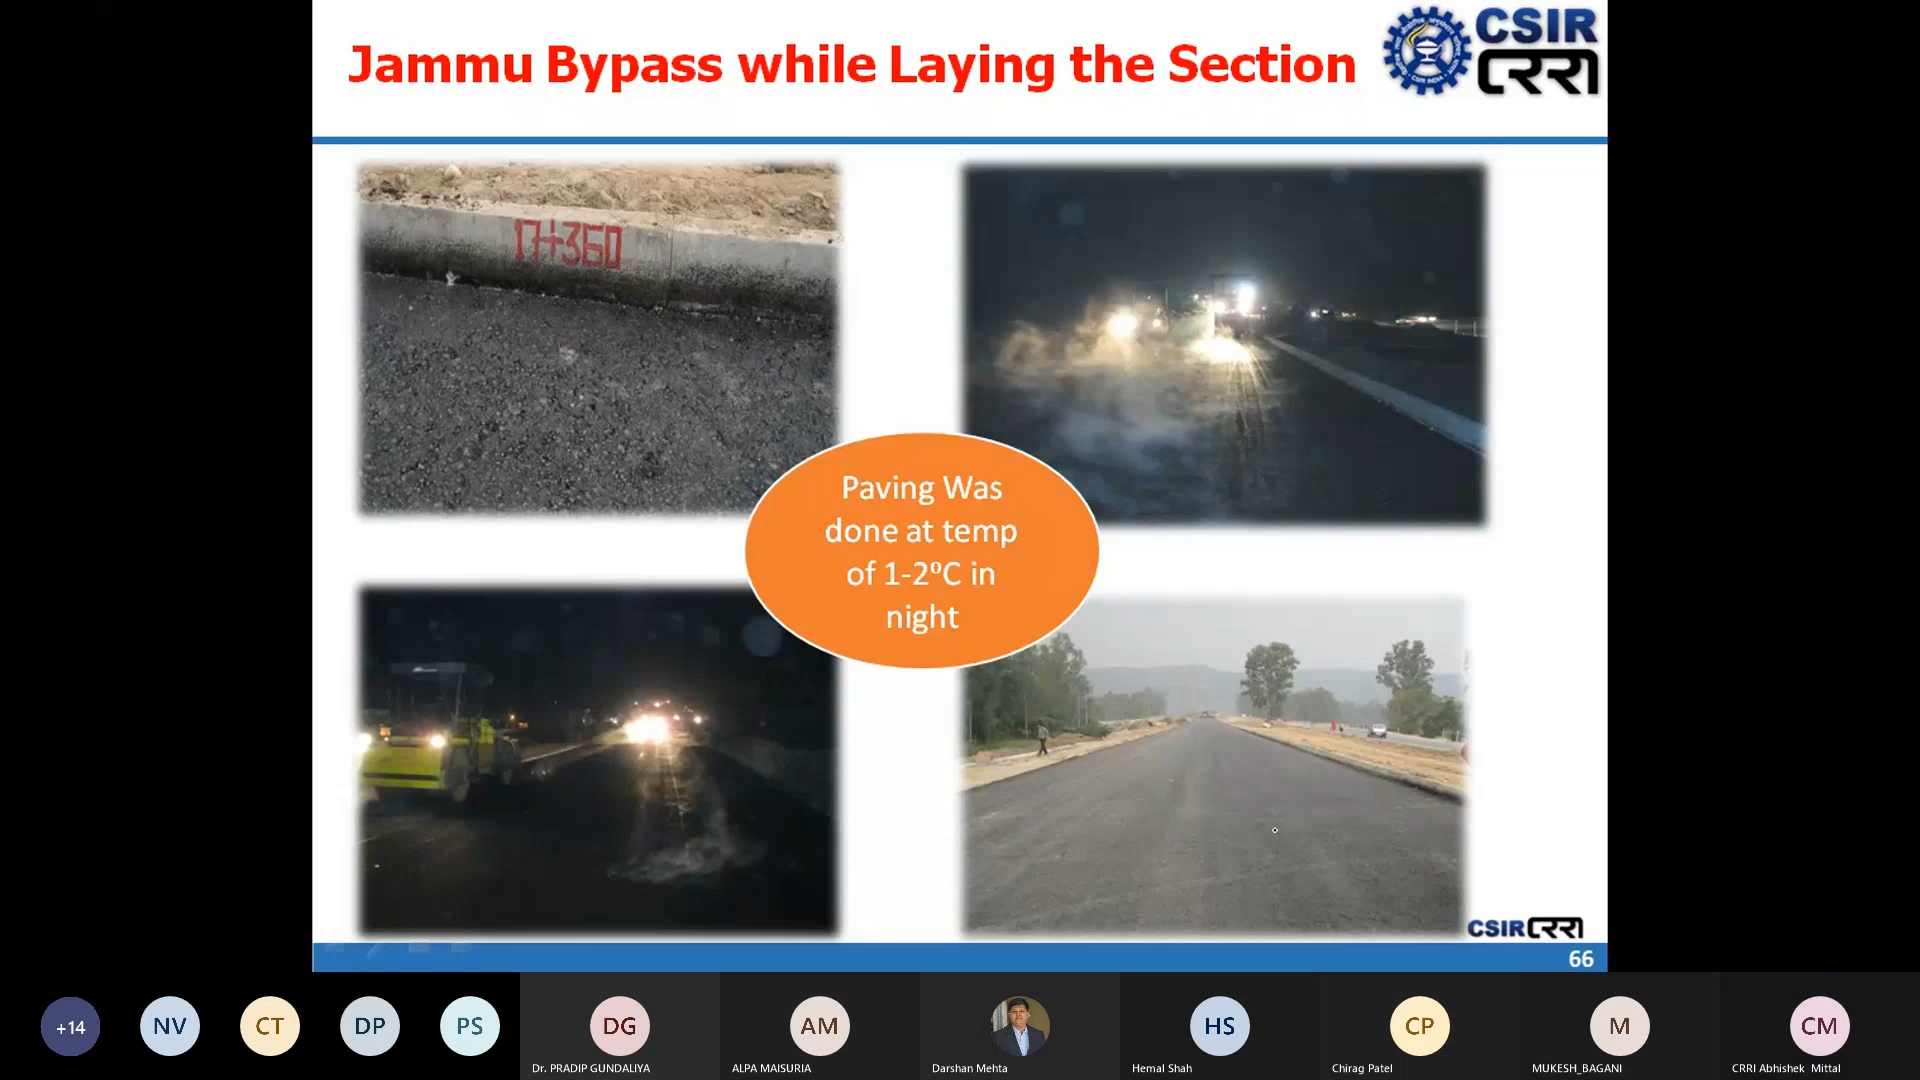 Jammu Bypass while Laying the Section
CSIR
CRRI
17+360
Paving Was
done at temp
of 1-2ºC in
night
CSIR CRRI
66
+14
NV
CT
DP
PS
DG
AM
HS
CP
M
CM
Dr. PRADIP GUNDALIYA
ALPA MAISURIA
Darshan Mehta
Hemal Shah
Chirag Patel
MUKESH_BAGANI
CRRI Abhishek Mittal